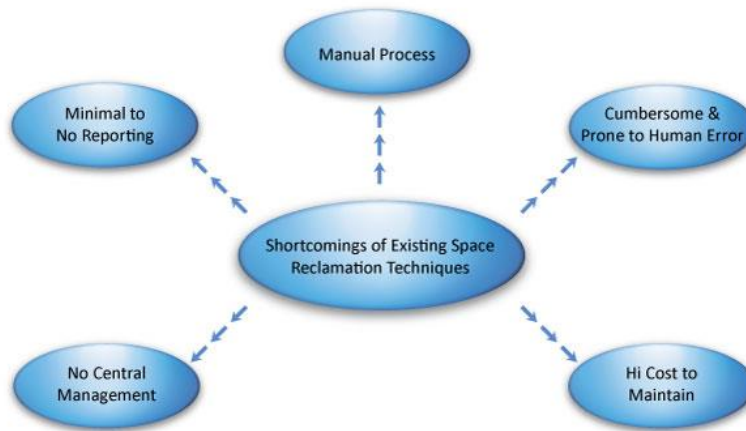 Manual Process
Minimal to
No Reporting
Cumbersome &
Prone to Human Error
Shortcomings of Existing Space
Reclamation Techniques
No Central
Management
Hi Cost to
Maintain